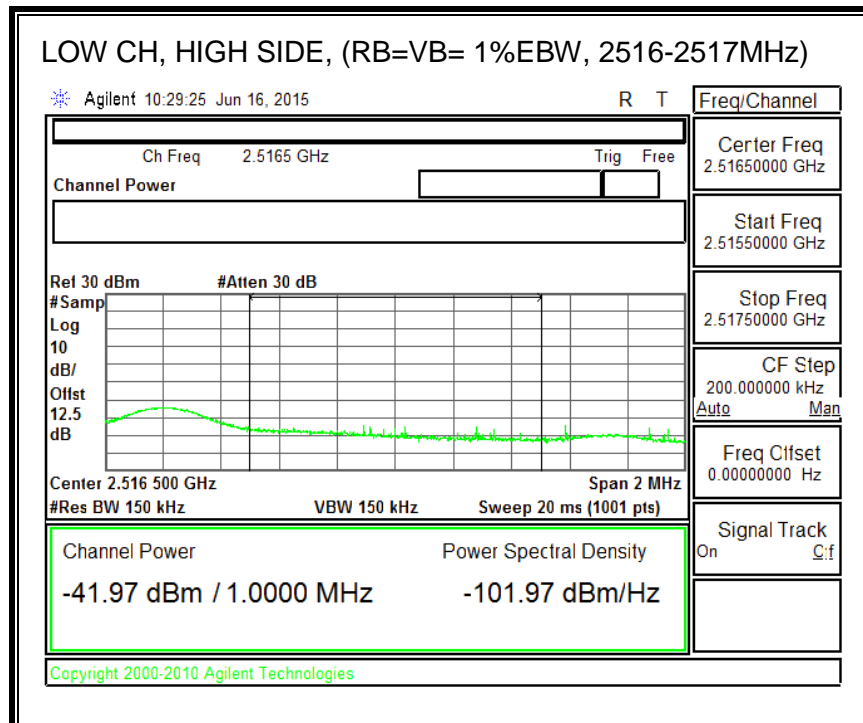 LOW CH, HIGH SIDE, (RB=VB= 1%EBW, 2516-2517MHz)
Agilent 10:29:25 Jun 16, 2015 R T
Freq/Channel
Ch Freq 2.5165 GHz Trig Free
Channel Power
Center Freq
2.51650000 GHz
Start Freq
2.51550000 GHz
Stop Freq
2.51750000 GHz
CF Step
200.000000 kHz
Auto Man
Freq Offset
0.00000000 Hz
Signal Track
On Off
Ref 30 dBm #Atten 30 dB
#Samp
Log
10
dB/
Offst
12.5
dB
Center 2.516 500 GHz Span 2 MHz
#Res BW 150 kHz VBW 150 kHz Sweep 20 ms (1001 pts)
Channel Power Power Spectral Density
-41.97 dBm / 1.0000 MHz -101.97 dBm/Hz
Copyright 2000-2010 Agilent Technologies